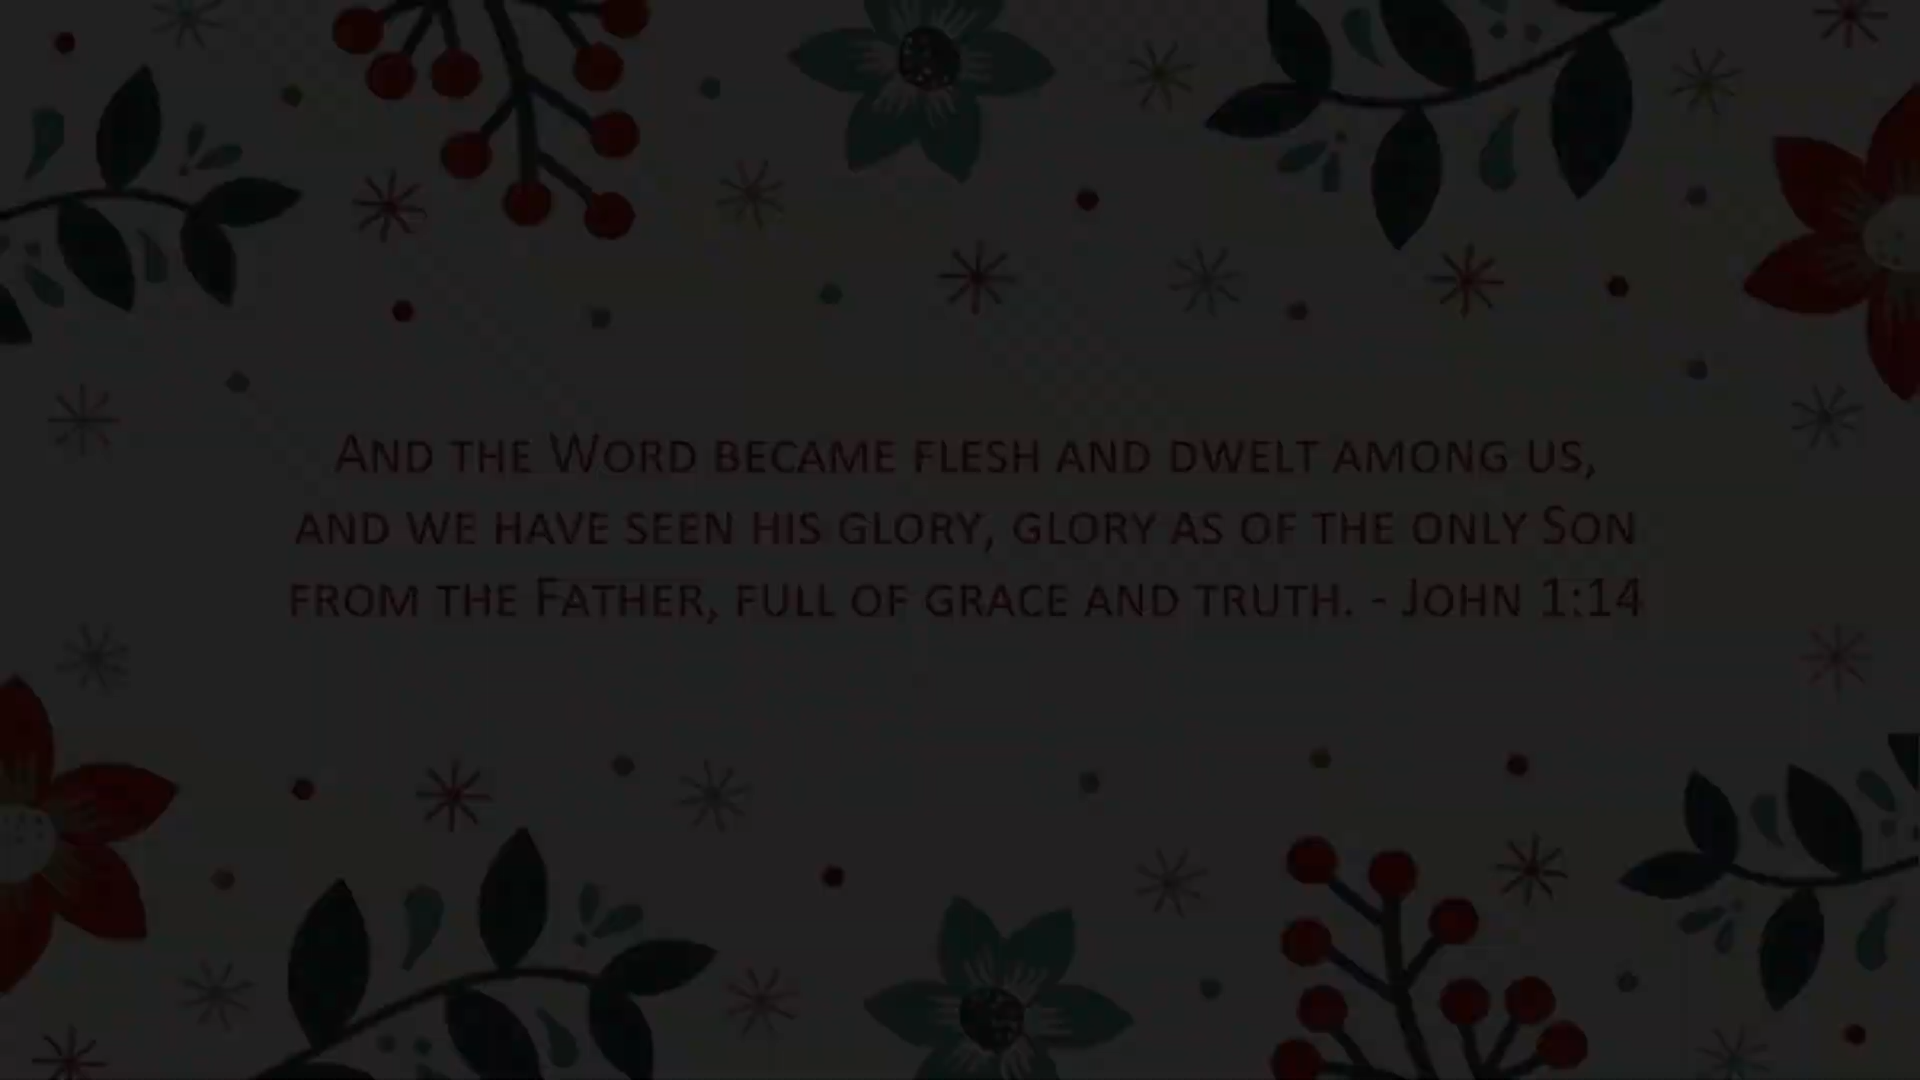 And the Word became flesh and dwelt among us,
and we have seen his glory, glory as of the only Son
from the Father, full of grace and truth. - John 1:14